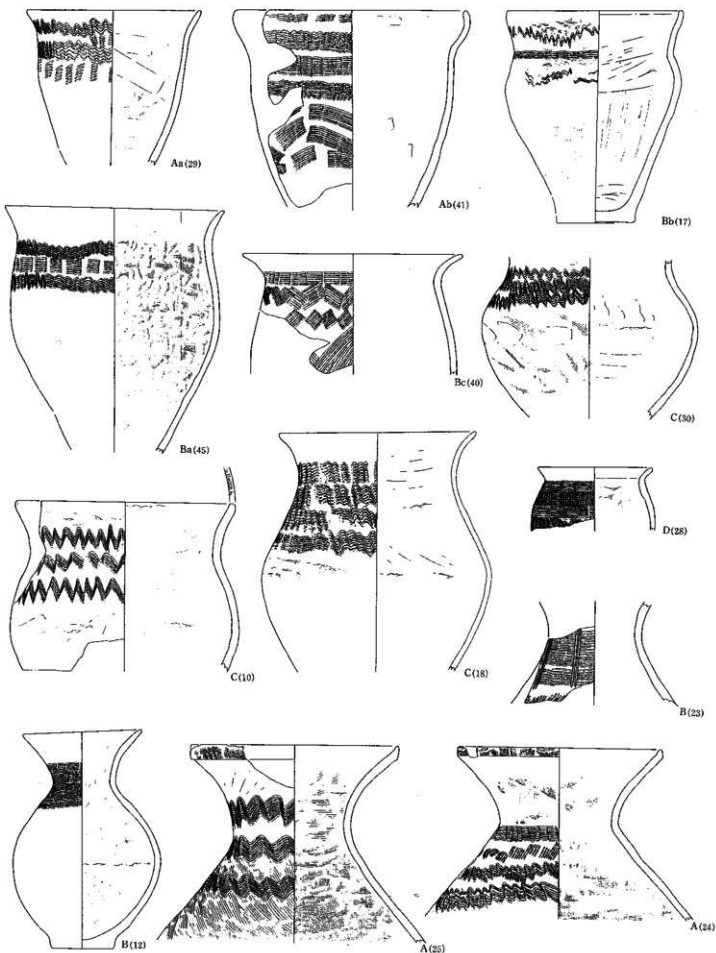 Aa(29)
Ab(41)
Bb(17)
Ba(45)
Bc(40)
C(30)
C(10)
C(18)
D(28)
B(23)
B(12)
A(25)
A(24)